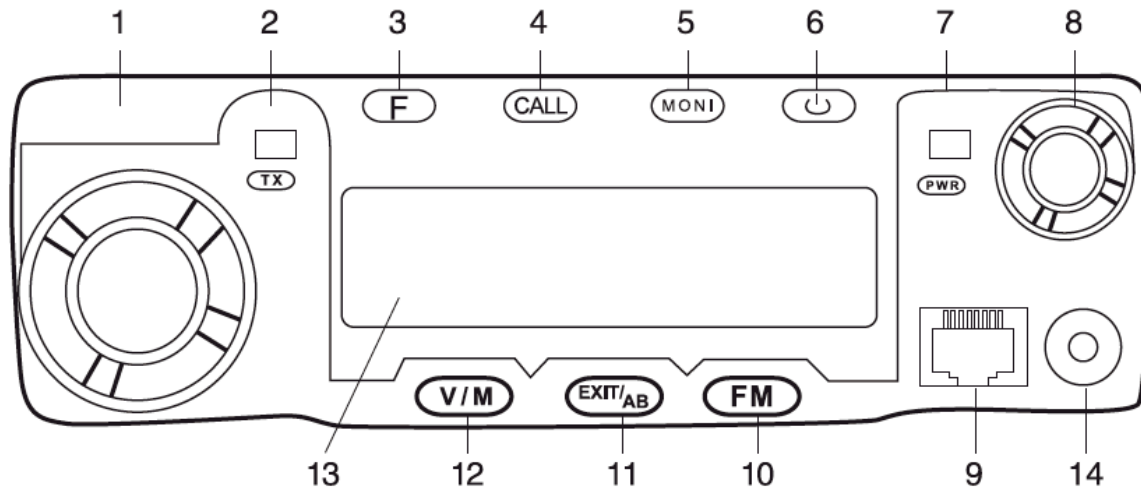 1 2 3 4 5 6 7 8
F CALL MONI
TX PWR
V/M EXIT/AB FM
13 12 11 10 9 14